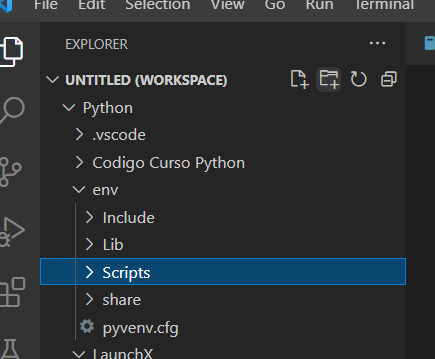 File Edit Selection View Go Run Terminal
EXPLORER
UNTITLED (WORKSPACE)
Python
.vscode
Codigo Curso Python
env
Include
Lib
Scripts
share
pyvenv.cfg
LaunchX